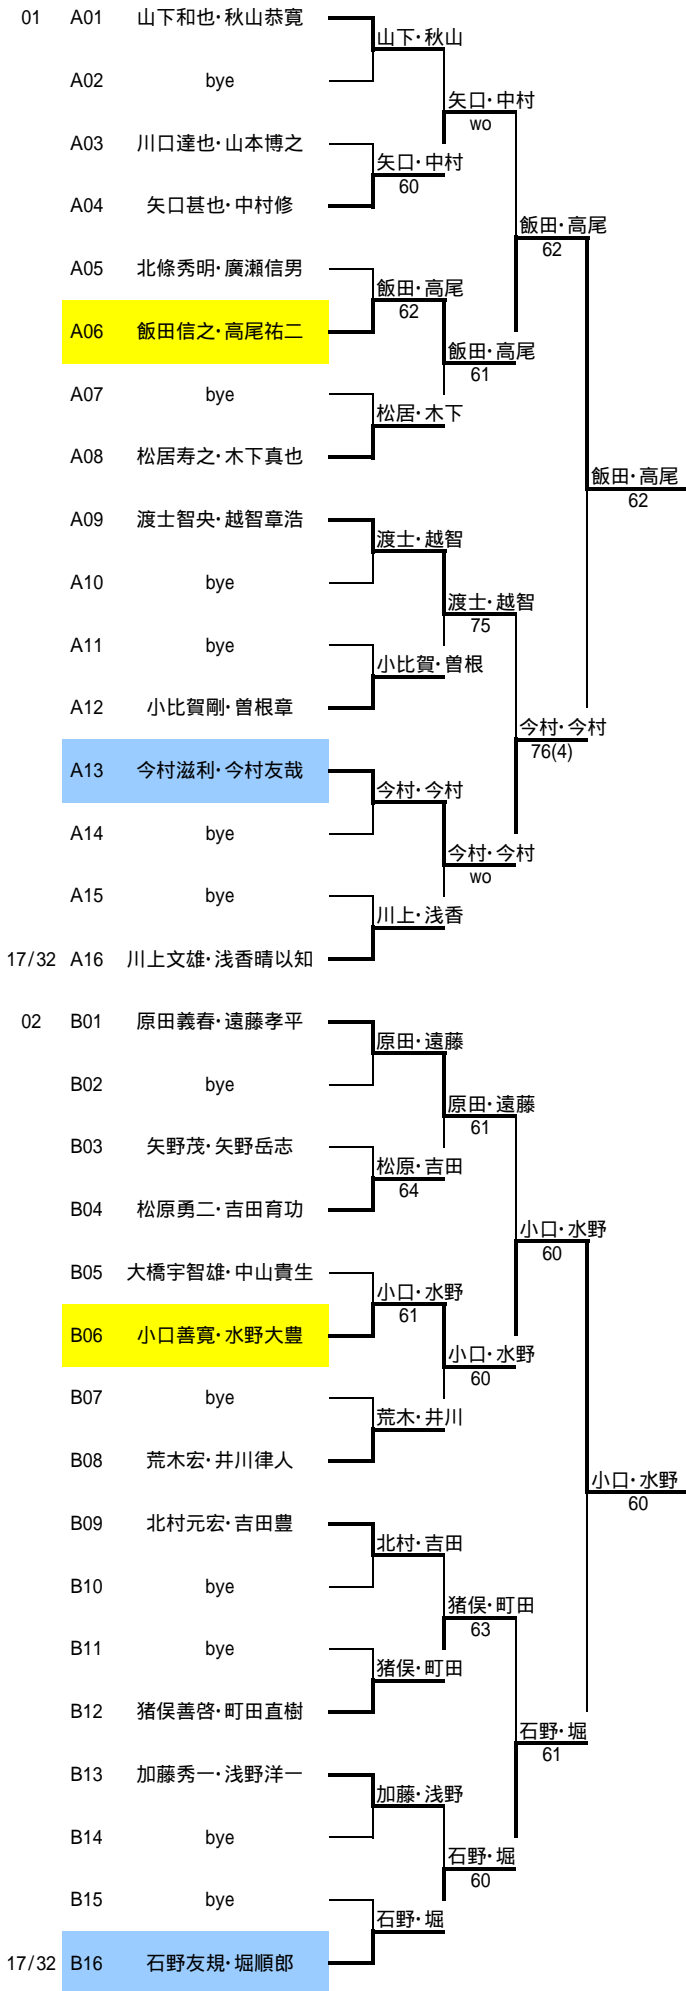 01 A01 山下和也・秋山恭寛
山下・秋山
A02 bye
矢口・中村
wo
A03 川口達也・山本博之
矢口・中村
60
A04 矢口甚也・中村修
飯田・高尾
62
A05 北條秀明・廣瀬信男
飯田・高尾
62
A06 飯田信之・高尾祐二
飯田・高尾
61
A07 bye
松居・木下
A08 松居寿之・木下真也
飯田・高尾
62
A09 渡士智央・越智章浩
渡士・越智
A10 bye
渡士・越智
75
A11 bye
小比賀・曽根
A12 小比賀剛・曽根章
今村・今村
76(4)
A13 今村滋利・今村友哉
今村・今村
A14 bye
今村・今村
wo
A15 bye
川上・浅香
17/32 A16 川上文雄・浅香晴以知
02 B01 原田義春・遠藤孝平
原田・遠藤
B02 bye
原田・遠藤
61
B03 矢野茂・矢野岳志
松原・吉田
64
B04 松原勇二・吉田育功
小口・水野
60
B05 大橋宇智雄・中山貴生
小口・水野
61
B06 小口善寛・水野大豊
小口・水野
60
B07 bye
荒木・井川
B08 荒木宏・井川律人
小口・水野
60
B09 北村元宏・吉田豊
北村・吉田
B10 bye
猪俣・町田
63
B11 bye
猪俣・町田
B12 猪俣善啓・町田直樹
石野・堀
61
B13 加藤秀一・浅野洋一
加藤・浅野
B14 bye
石野・堀
60
B15 bye
石野・堀
17/32 B16 石野友規・堀順郎